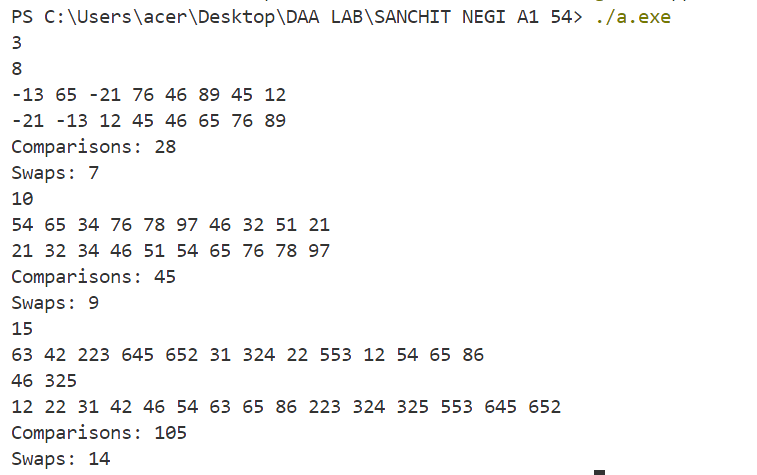 PS C:\Users\acer\Desktop\DAA LAB\SANCHIT NEGI A1 54> ./a.exe
3
8
-13 65 -21 76 46 89 45 12
-21 -13 12 45 46 65 76 89
Comparisons: 28
Swaps: 7
10
54 65 34 76 78 97 46 32 51 21
21 32 34 46 51 54 65 76 78 97
Comparisons: 45
Swaps: 9
15
63 42 223 645 652 31 324 22 553 12 54 65 86
46 325
12 22 31 42 46 54 63 65 86 223 324 325 553 645 652
Comparisons: 105
Swaps: 14